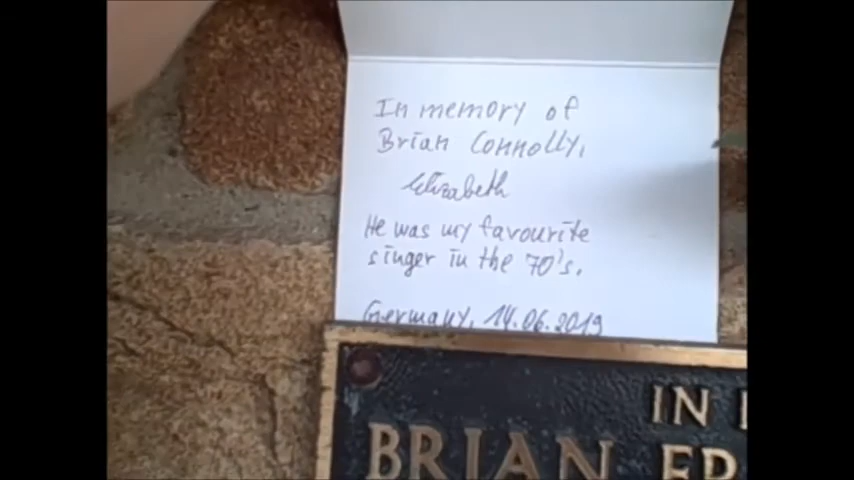 In memory of
Brian Connolly,
Elizabeth
He was my favourite
singer in the 70's.
Germany, 14.06.2019
IN
BRIAN FR